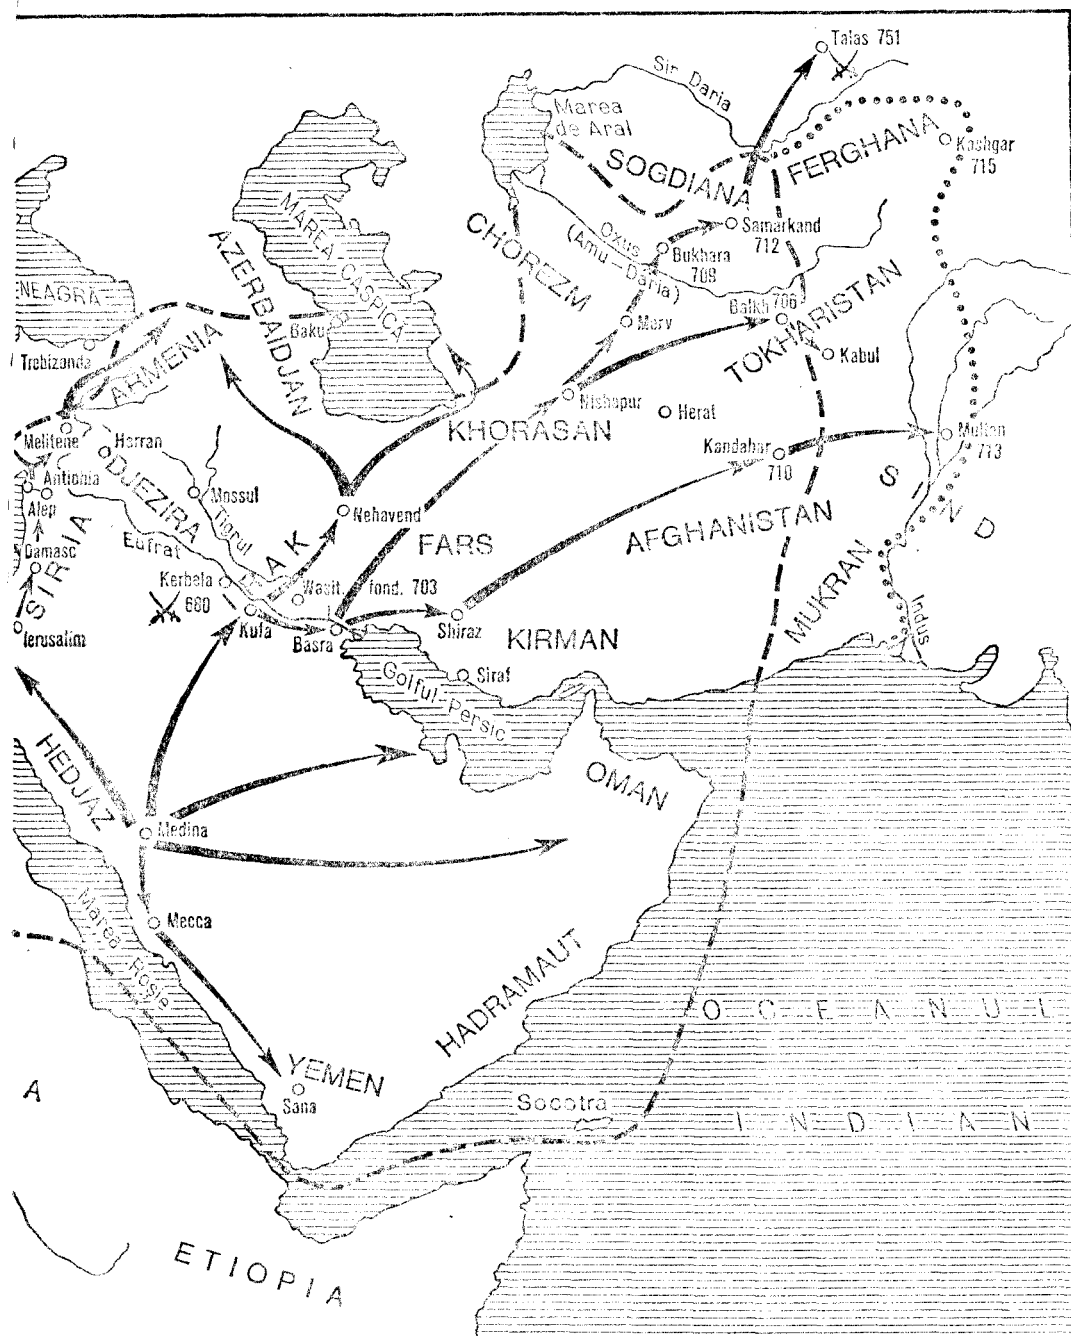 Talas 751
Sir Daria
Marea
de Aral
SOGDIANA
FERGHANA
Kashgar
715
MAREA CASPICA
AZERBAIDJAN
CHOREZM
Oxus
(Amu-Daria)
Samarkand
712
Bukhara
709
NEAGRA
Baku
Merv
Balkh 706
TOKHARISTAN
Kabul
Trebizanda
ARMENIA
Nishapur
Herat
KHORASAN
Melitene
Harran
Kandahar
710
Multan
713
DJEZIRA
Antiohia
Alep
Mossul
Tigrul
Nehavend
FARS
AFGHANISTAN
SIND
SIRIA
Damasc
Eufrat
AK
Kerbela
680
Wasit. fond. 703
MUKRAN
Ierusalim
Kufa
Basra
Shiraz
KIRMAN
Indus
Siraf
Golful Persic
HEDJAZ
OMAN
Medina
Mecca
Marea Roșie
HADRAMAUT
OCEANUL
INDIAN
YEMEN
Sana
Socotra
A
ETIOPIA